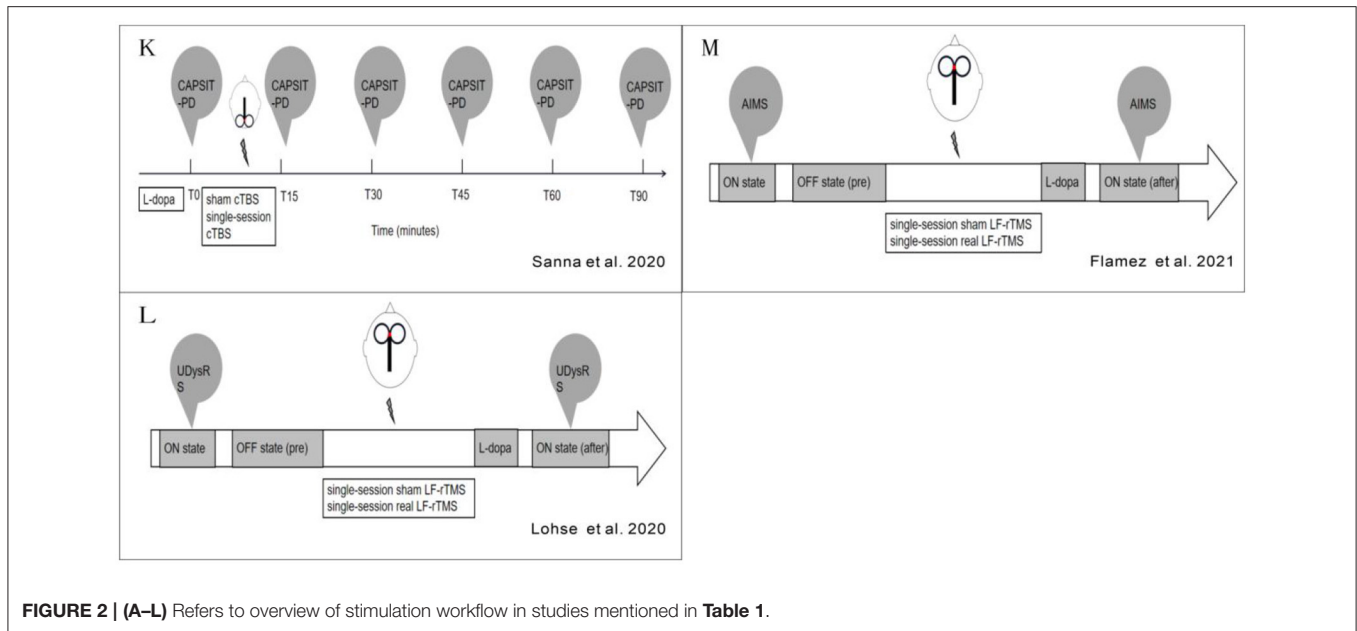 K
CAPSIT
-PD
CAPSIT
-PD
CAPSIT
-PD
CAPSIT
-PD
CAPSIT
-PD
CAPSIT
-PD
L-dopa
T0
sham cTBS
single-session
cTBS
T15
T30
T45
T60
T90
Time (minutes)
Sanna et al. 2020
M
AIMS
AIMS
ON state
OFF state (pre)
L-dopa
ON state (after)
single-session sham LF-rTMS
single-session real LF-rTMS
Flamez et al. 2021
L
UDysR
S
UDysR
S
ON state
OFF state (pre)
L-dopa
ON state (after)
single-session sham LF-rTMS
single-session real LF-rTMS
Lohse et al. 2020
FIGURE 2 | (A–L) Refers to overview of stimulation workflow in studies mentioned in Table 1.